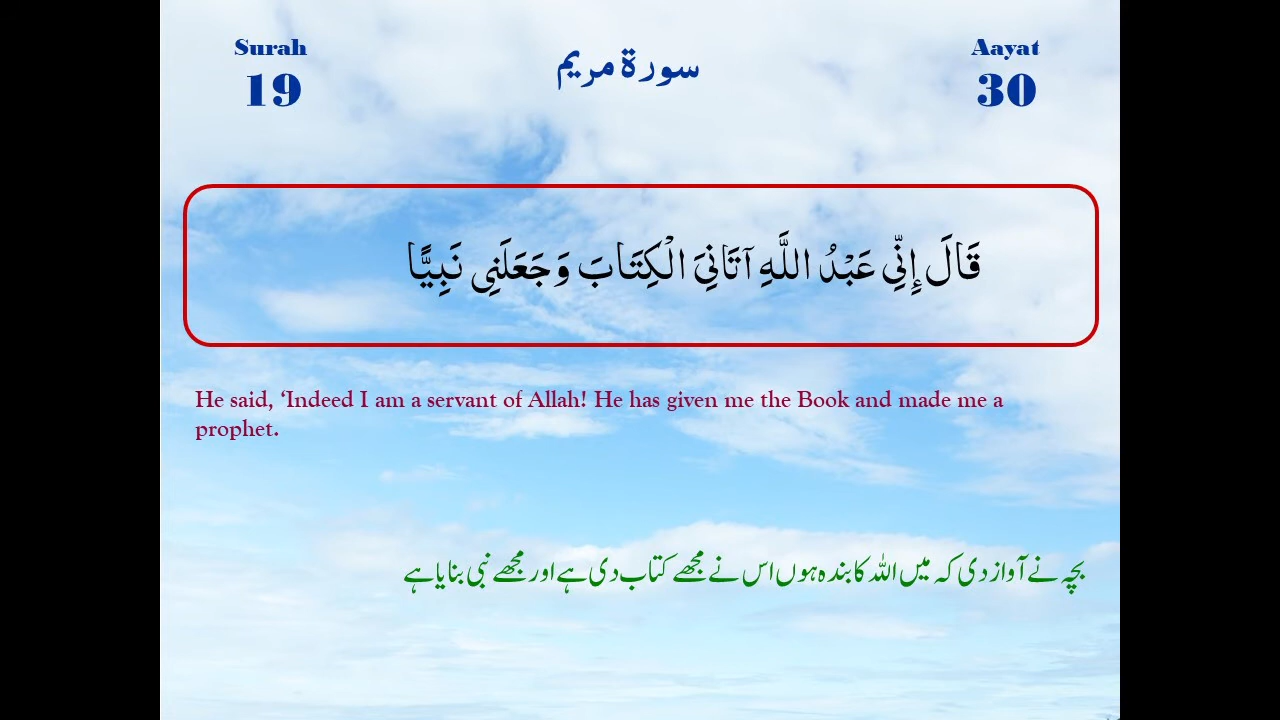 Surah
19
سورة مريم
Aayat
30
قَالَ إِنِّي عَبْدُ اللَّهِ آتَانِيَ الْكِتَابَ وَجَعَلَنِي نَبِيًّا
He said, ‘Indeed I am a servant of Allah! He has given me the Book and made me a
prophet.
بچہ نے آواز دی کہ میں اللہ کا بندہ ہوں اس نے مجھے کتاب دی ہے اور مجھے نبی بنایا ہے